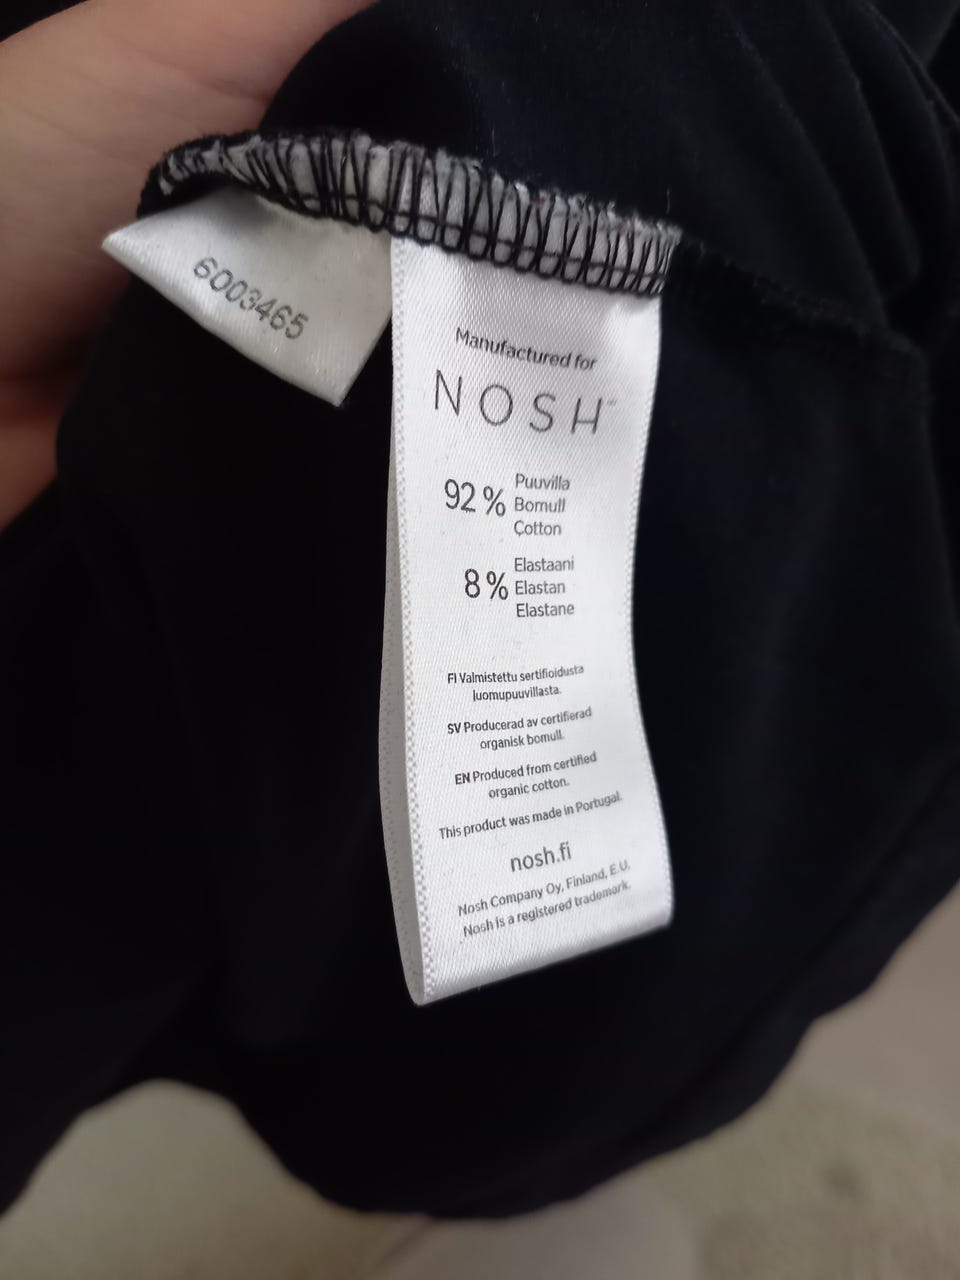 6003465
Manufactured for
NOSH™
92% Puuvilla
Bomull
Cotton
8% Elastaani
Elastan
Elastane
FI Valmistettu sertifioidusta
luomupuuvillasta.
SV Producerad av certifierad
organisk bomull.
EN Produced from certified
organic cotton.
This product was made in Portugal.
nosh.fi
Nosh Company Oy, Finland, E.U.
Nosh is a registered trademark.